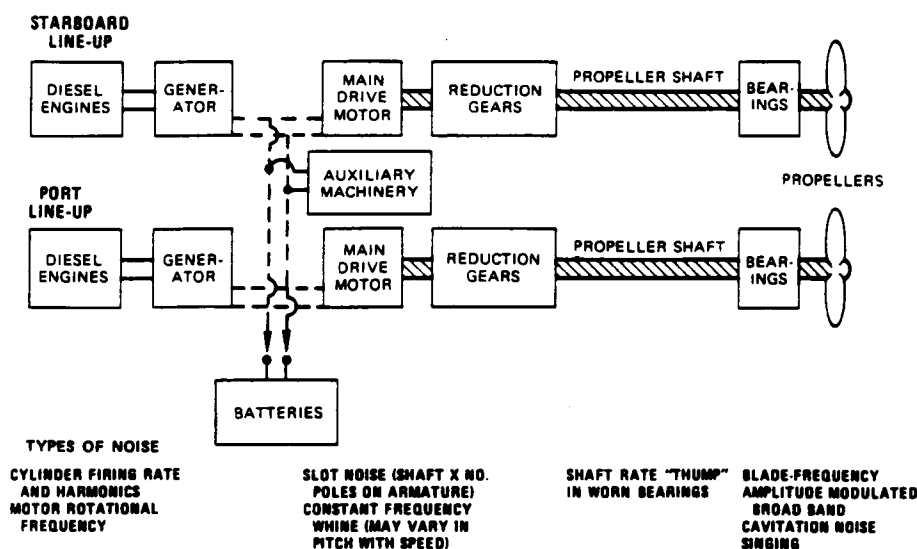 STARBOARD
LINE-UP
DIESEL
ENGINES
GENER-
ATOR
MAIN
DRIVE
MOTOR
REDUCTION
GEARS
PROPELLER SHAFT
BEAR-
INGS
AUXILIARY
MACHINERY
PROPELLERS
PORT
LINE-UP
DIESEL
ENGINES
GENER-
ATOR
MAIN
DRIVE
MOTOR
REDUCTION
GEARS
PROPELLER SHAFT
BEAR-
INGS
BATTERIES
TYPES OF NOISE
CYLINDER FIRING RATE
AND HARMONICS
MOTOR ROTATIONAL
FREQUENCY
SLOT NOISE (SHAFT X NO.
POLES ON ARMATURE)
CONSTANT FREQUENCY
WHINE (MAY VARY IN
PITCH WITH SPEED)
SHAFT RATE "THUMP"
IN WORN BEARINGS
BLADE-FREQUENCY
AMPLITUDE MODULATED
BROAD BAND
CAVITATION NOISE
SINGING